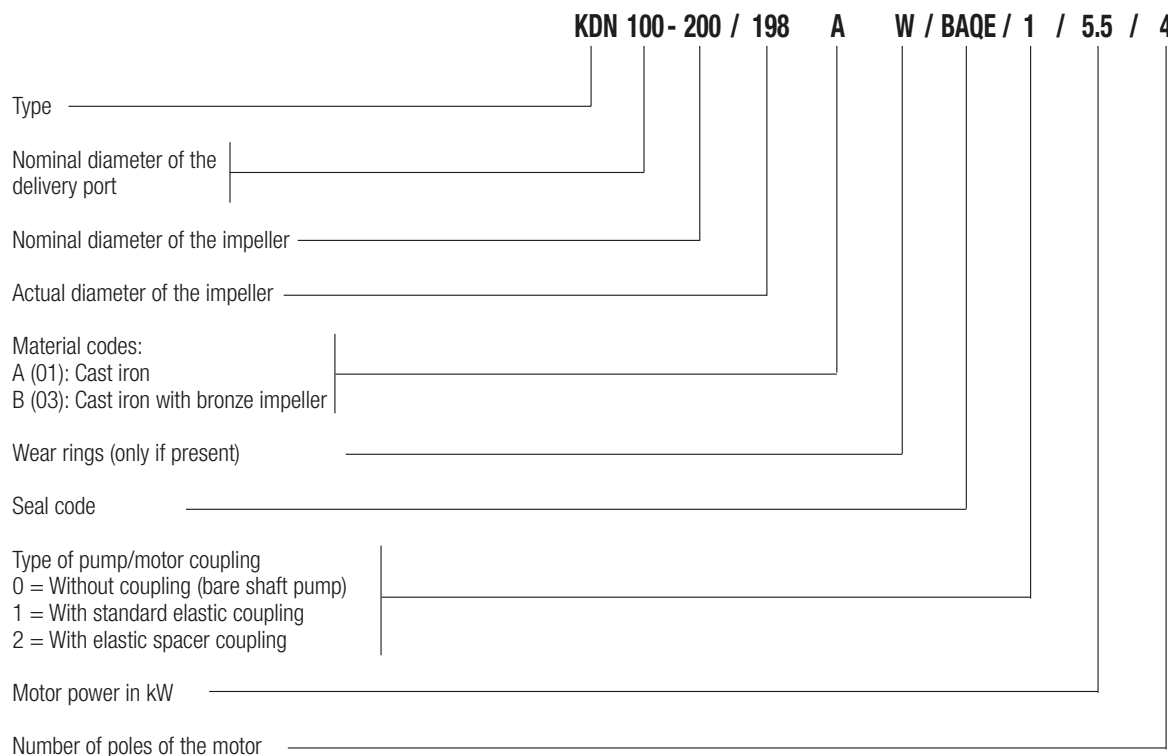 KDN 100 - 200 / 198 A W / BAQE / 1 / 5.5 / 4
Type
Nominal diameter of the
delivery port
Nominal diameter of the impeller
Actual diameter of the impeller
Material codes:
A (01): Cast iron
B (03): Cast iron with bronze impeller
Wear rings (only if present)
Seal code
Type of pump/motor coupling
0 = Without coupling (bare shaft pump)
1 = With standard elastic coupling
2 = With elastic spacer coupling
Motor power in kW
Number of poles of the motor